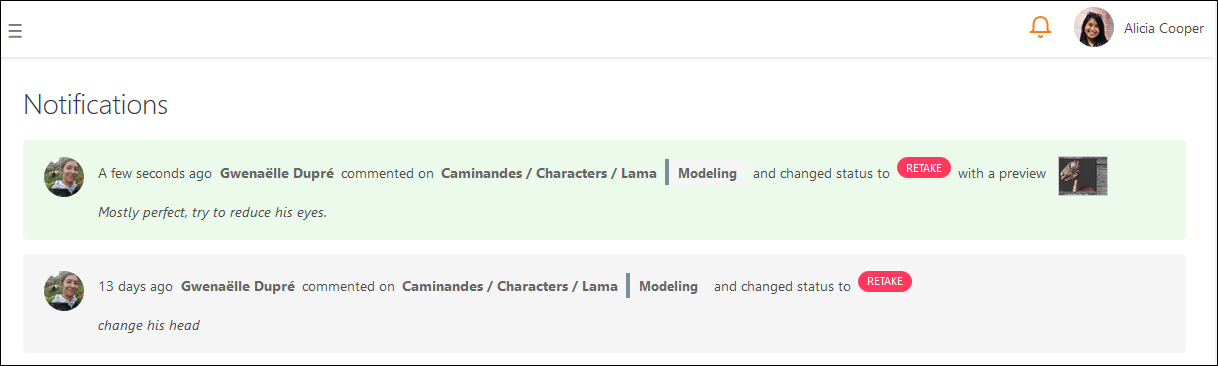 Alicia Cooper
Notifications
A few seconds ago Gwenaëlle Dupré commented on Caminandes / Characters / Lama Modeling and changed status to RETAKE with a preview
Mostly perfect, try to reduce his eyes.
13 days ago Gwenaëlle Dupré commented on Caminandes / Characters / Lama Modeling and changed status to RETAKE
change his head